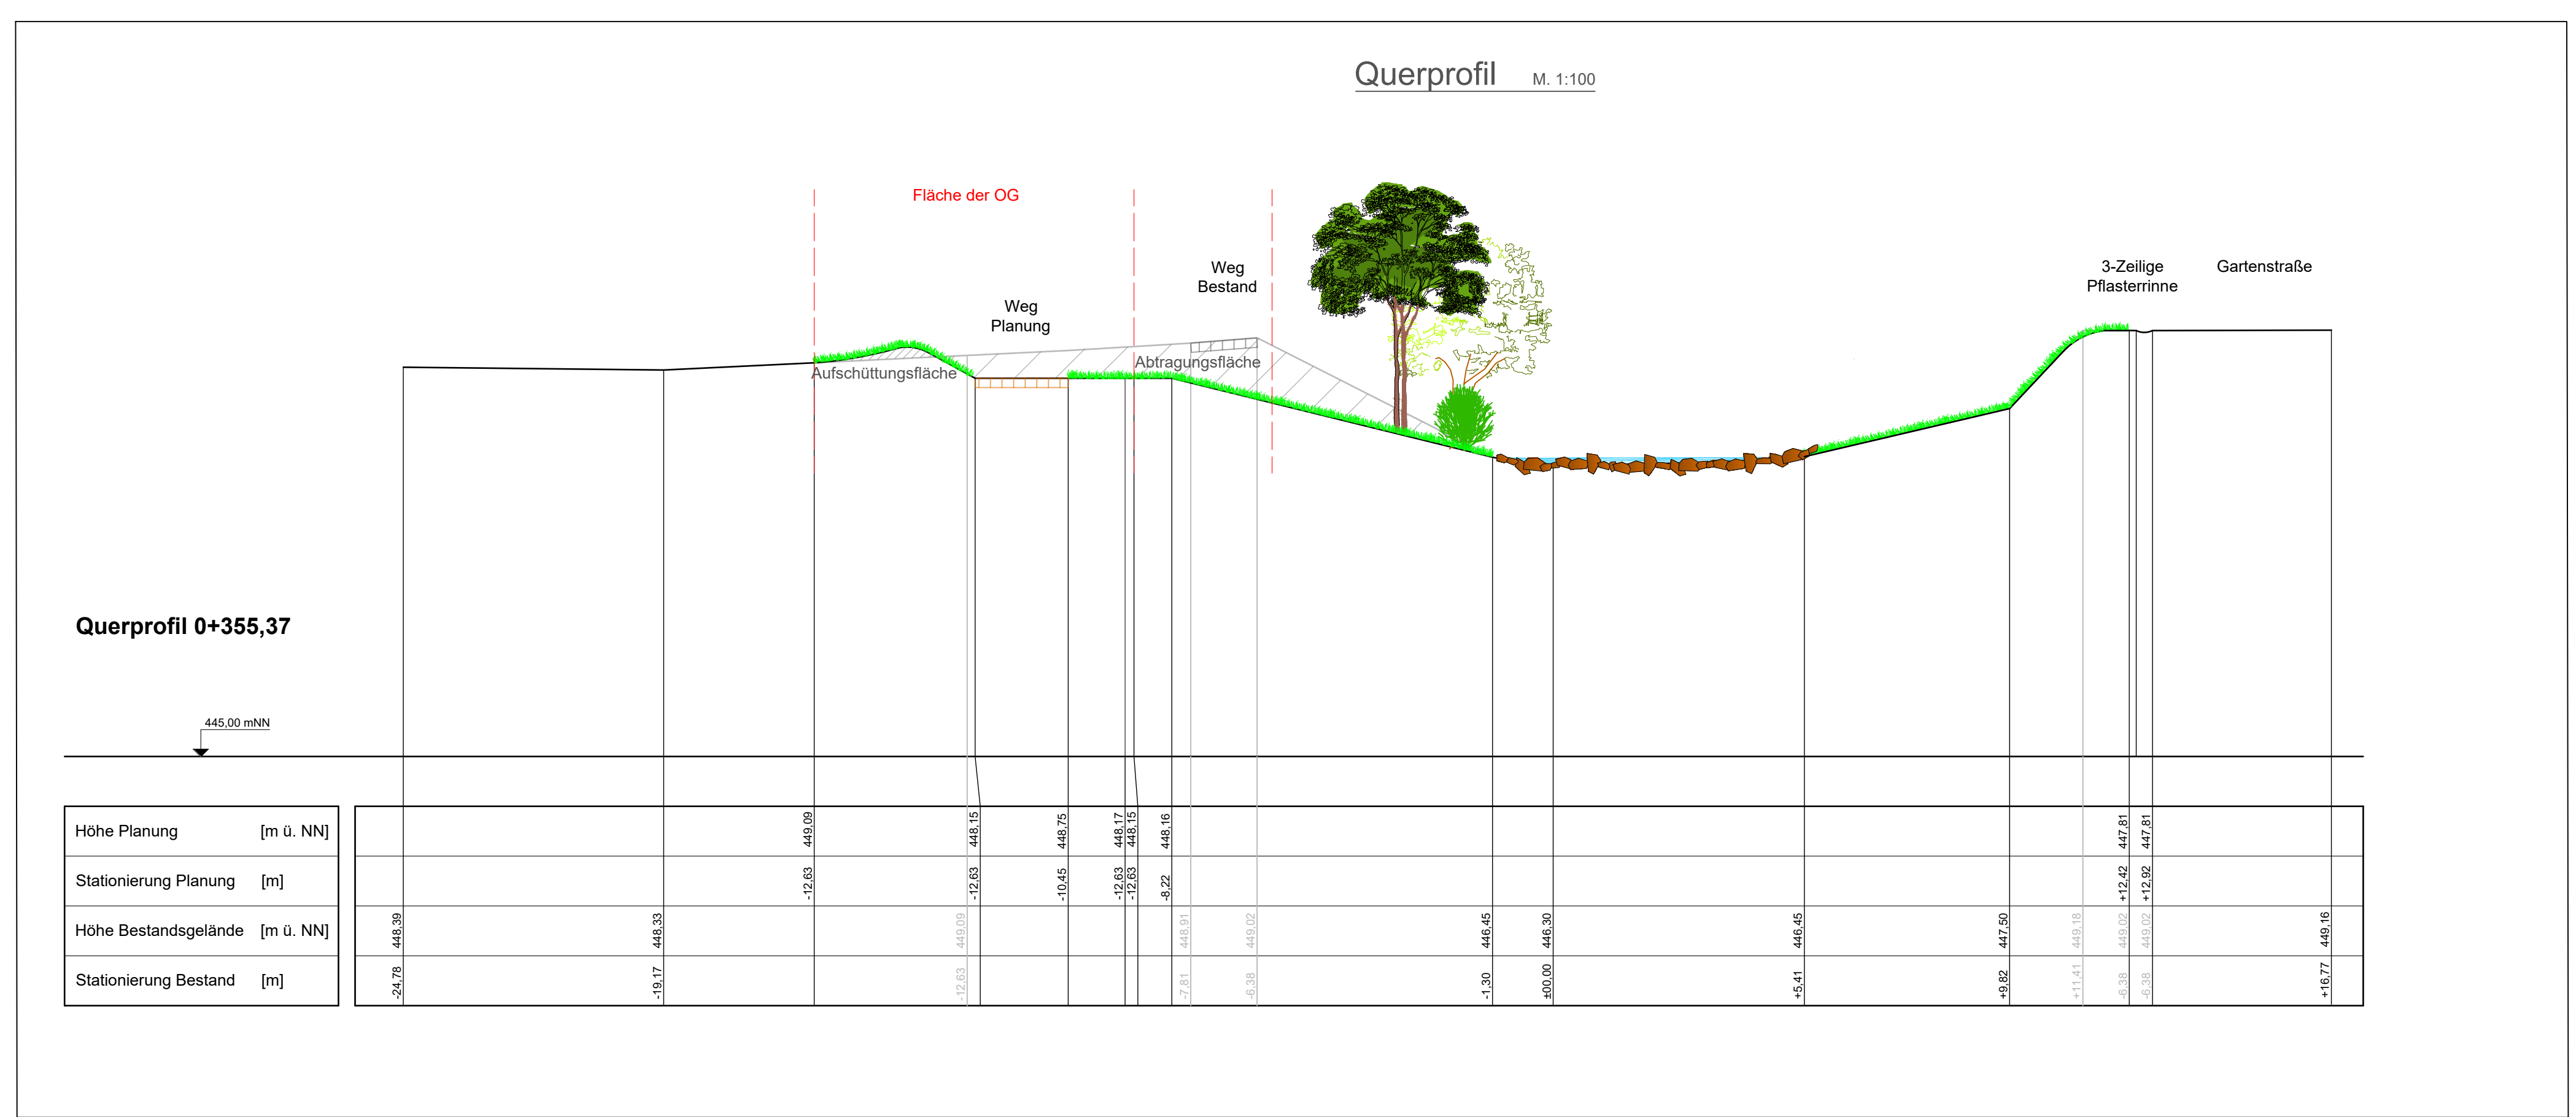 Querprofil M. 1:100
Fläche der OG
Weg
Bestand
3-Zeilige
Pflasterrinne
Gartenstraße
Weg
Planung
Aufschüttungsfläche
Abtragungsfläche
Querprofil 0+355,37
445,00 mNN
Höhe Planung [m ü. NN]
449,09 448,15 448,75 448,17 448,15 448,16 447,81 447,81
Stationierung Planung [m]
-12,63 -12,63 -10,45 -12,63 -12,63 -8,22 +12,42 +12,92
Höhe Bestandsgelände [m ü. NN]
448,39 448,33 449,09 448,91 449,02 446,45 446,30 446,45 447,50 449,18 449,02 449,02 449,16
Stationierung Bestand [m]
-24,78 -19,17 -12,63 -7,81 -6,38 -1,30 ±00,00 +5,41 +9,82 +11,41 -6,38 -6,38 +16,77